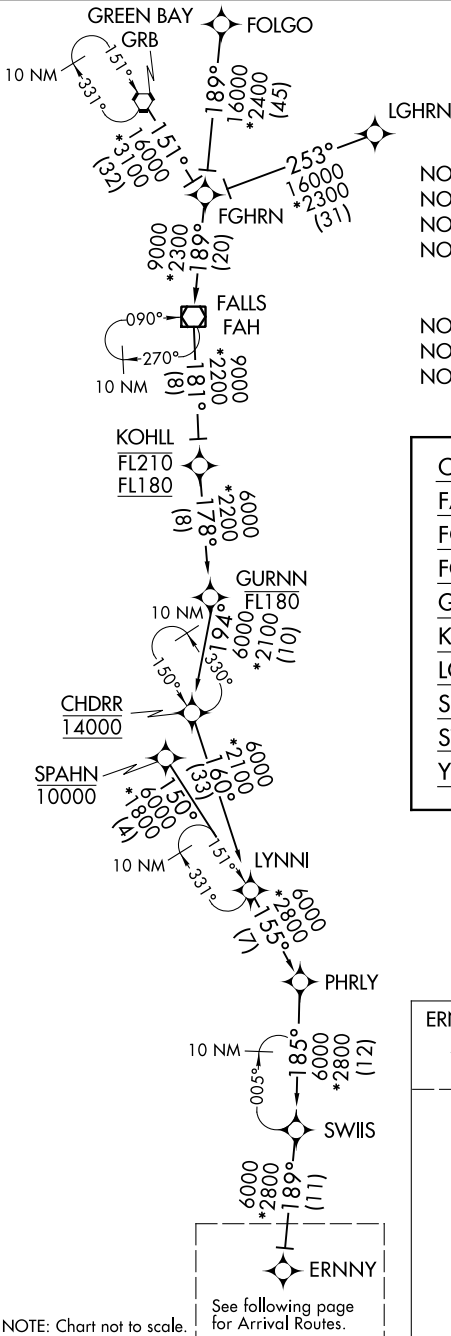 GREEN BAY
GRB
FOLGO
10 NM
151°
331°
189°
16000
*2400
(45)
LGHRN
151°
16000
*3100
(32)
253°
16000
*2300
(31)
FGHRN
NO
NO
NO
NO
9000
*2300
189°
(20)
FALLS
FAH
090°
270°
10 NM
NO
NO
NO
9000
*2200
181°
(8)
KOHLL
FL210
FL180
6000
*2200
178°
(8)
GURNN
FL180
10 NM
194°
6000
*2100
(10)
150°
330°
CHDRR
14000
SPAHN
10000
6000
*2100
160°
(33)
150°
6000
*1800
(4)
10 NM
151°
331°
LYNNI
6000
*2800
155°
(7)
PHRLY
10 NM
005°
185°
6000
*2800
(12)
SWIIS
6000
*2800
189°
(11)
ERNNY
See following page
for Arrival Routes.
NOTE: Chart not to scale.
K
Y
ERN